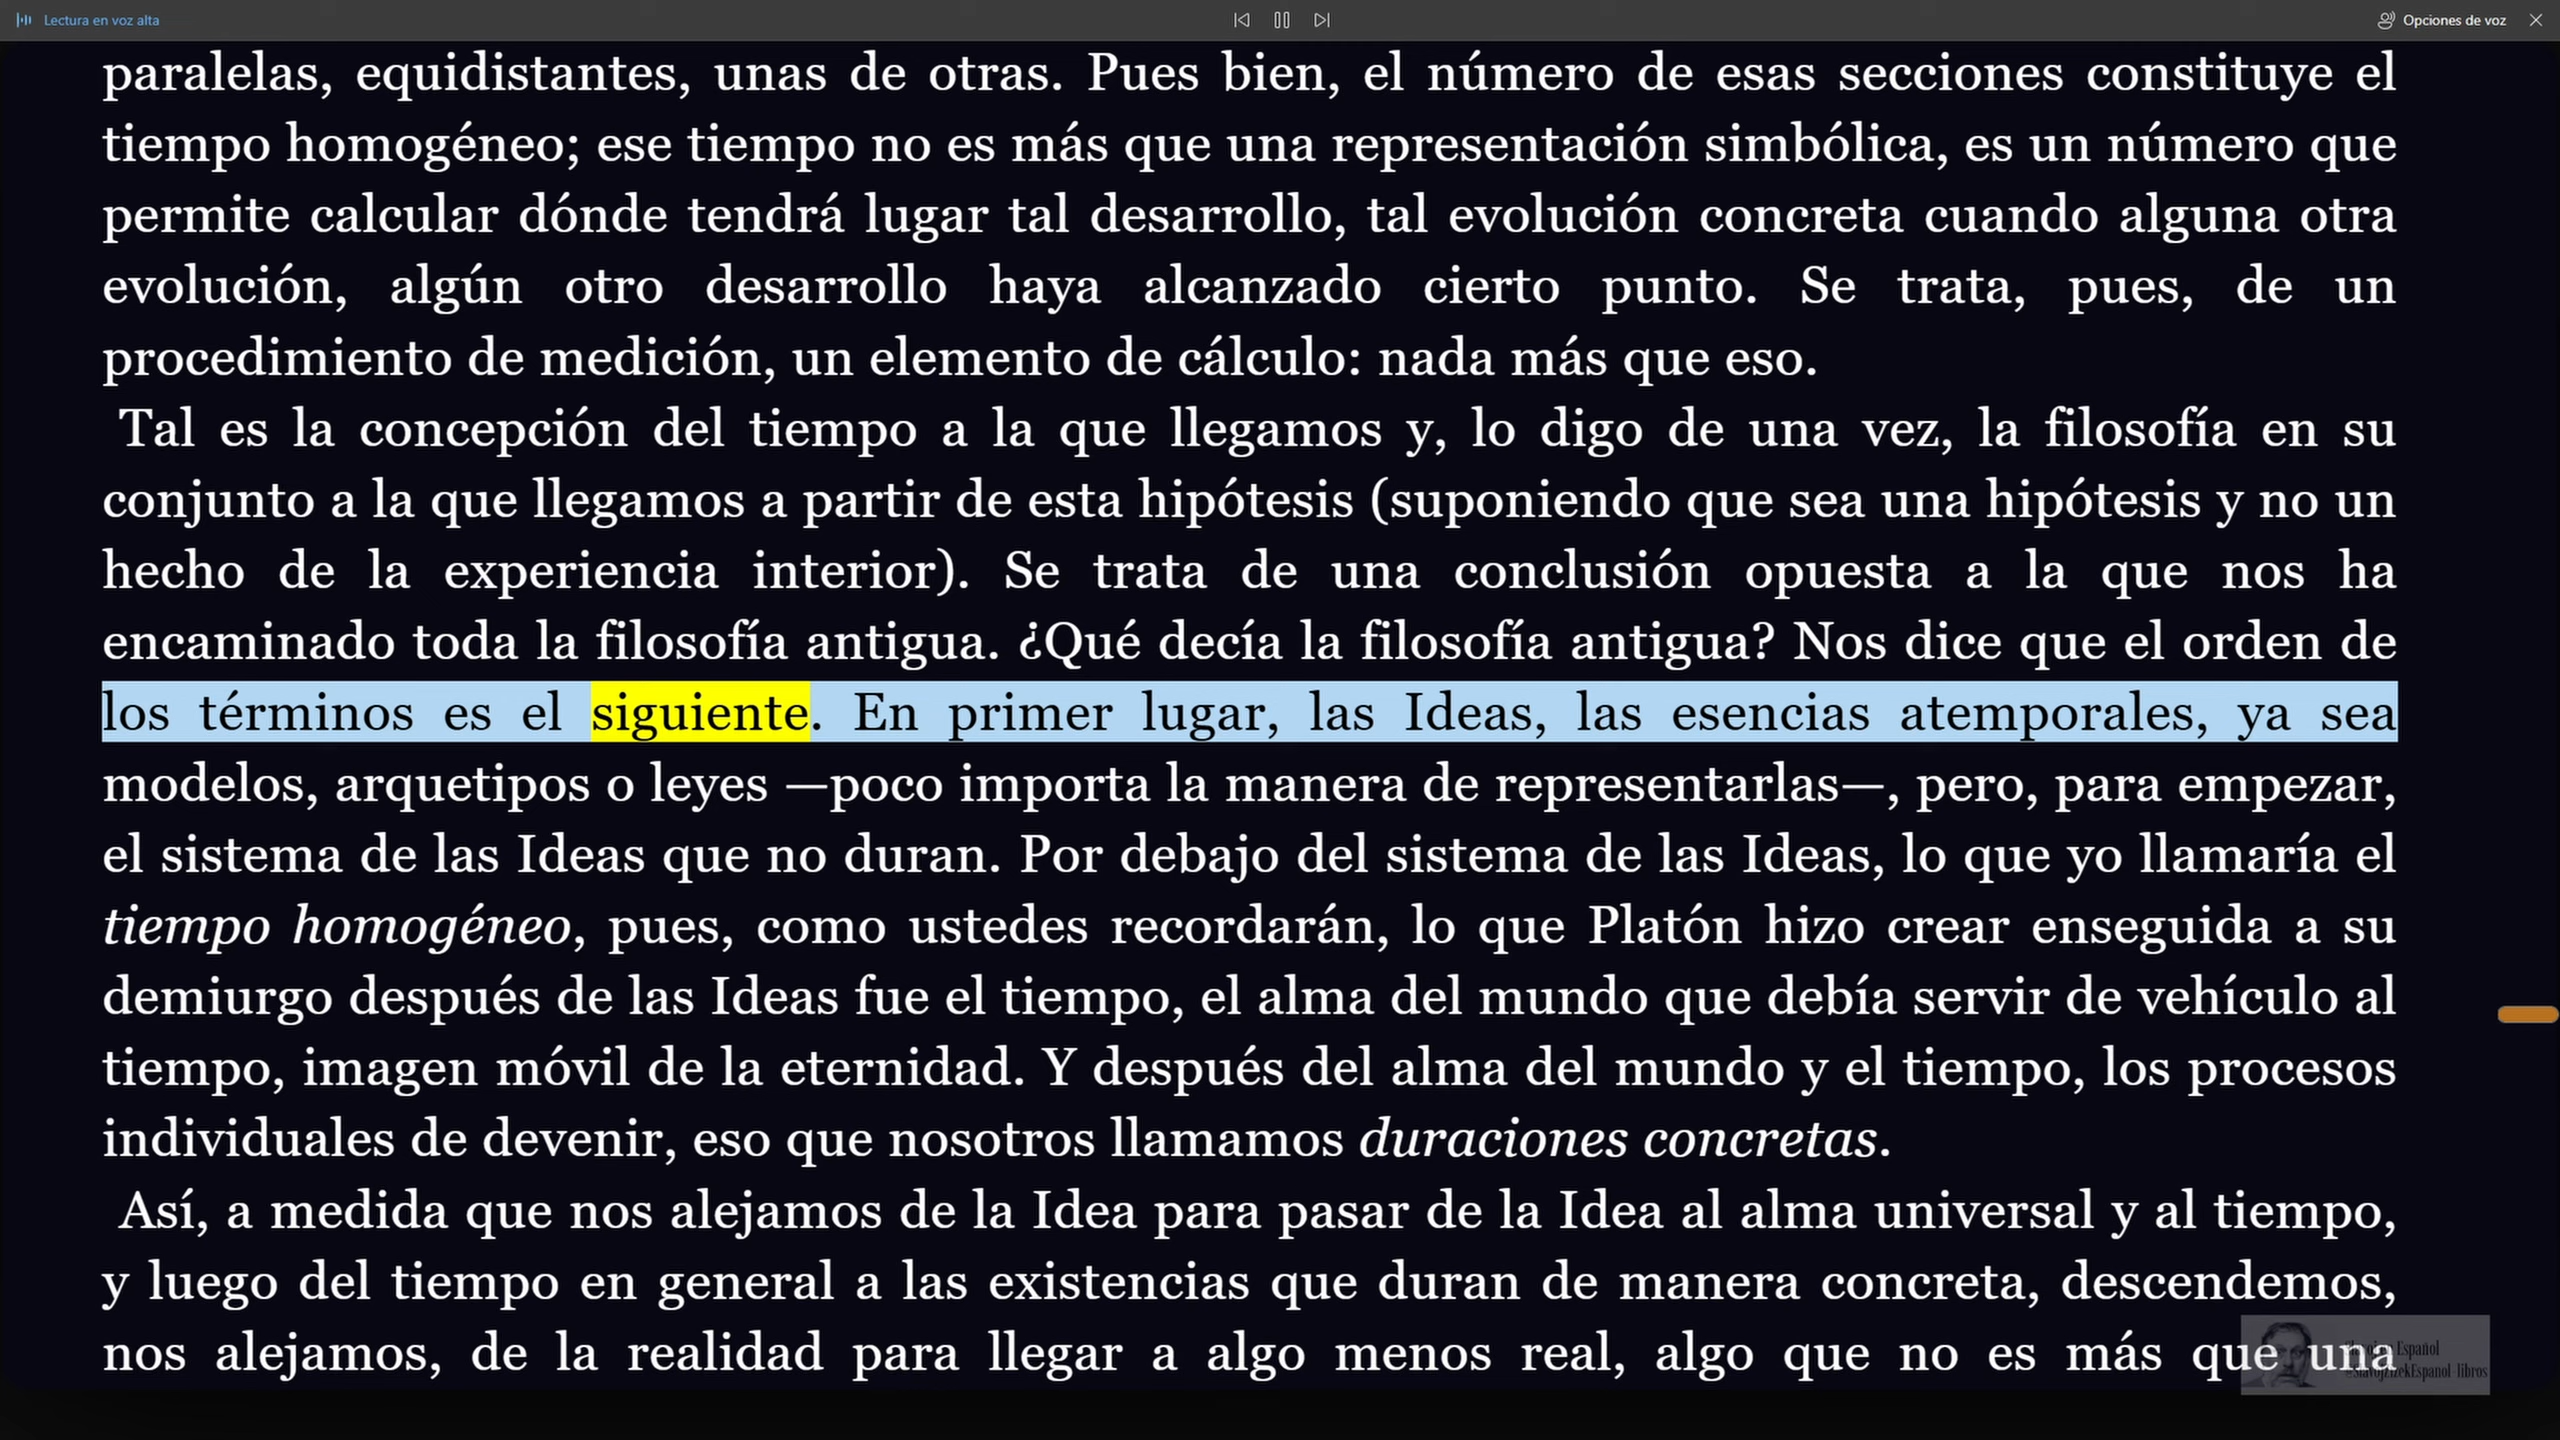 Lectura en voz alta
Opciones de voz
paralelas, equidistantes, unas de otras. Pues bien, el número de esas secciones constituye el
tiempo homogéneo; ese tiempo no es más que una representación simbólica, es un número que
permite calcular dónde tendrá lugar tal desarrollo, tal evolución concreta cuando alguna otra
evolución, algún otro desarrollo haya alcanzado cierto punto. Se trata, pues, de un
procedimiento de medición, un elemento de cálculo: nada más que eso.
Tal es la concepción del tiempo a la que llegamos y, lo digo de una vez, la filosofía en su
conjunto a la que llegamos a partir de esta hipótesis (suponiendo que sea una hipótesis y no un
hecho de la experiencia interior). Se trata de una conclusión opuesta a la que nos ha
encaminado toda la filosofía antigua. ¿Qué decía la filosofía antigua? Nos dice que el orden de
los términos es el siguiente. En primer lugar, las Ideas, las esencias atemporales, ya sea
modelos, arquetipos o leyes —poco importa la manera de representarlas—, pero, para empezar,
el sistema de las Ideas que no duran. Por debajo del sistema de las Ideas, lo que yo llamaría el
tiempo homogéneo, pues, como ustedes recordarán, lo que Platón hizo crear enseguida a su
demiurgo después de las Ideas fue el tiempo, el alma del mundo que debía servir de vehículo al
tiempo, imagen móvil de la eternidad. Y después del alma del mundo y el tiempo, los procesos
individuales de devenir, eso que nosotros llamamos duraciones concretas.
Así, a medida que nos alejamos de la Idea para pasar de la Idea al alma universal y al tiempo,
y luego del tiempo en general a las existencias que duran de manera concreta, descendemos,
nos alejamos, de la realidad para llegar a algo menos real, algo que no es más que una
Español